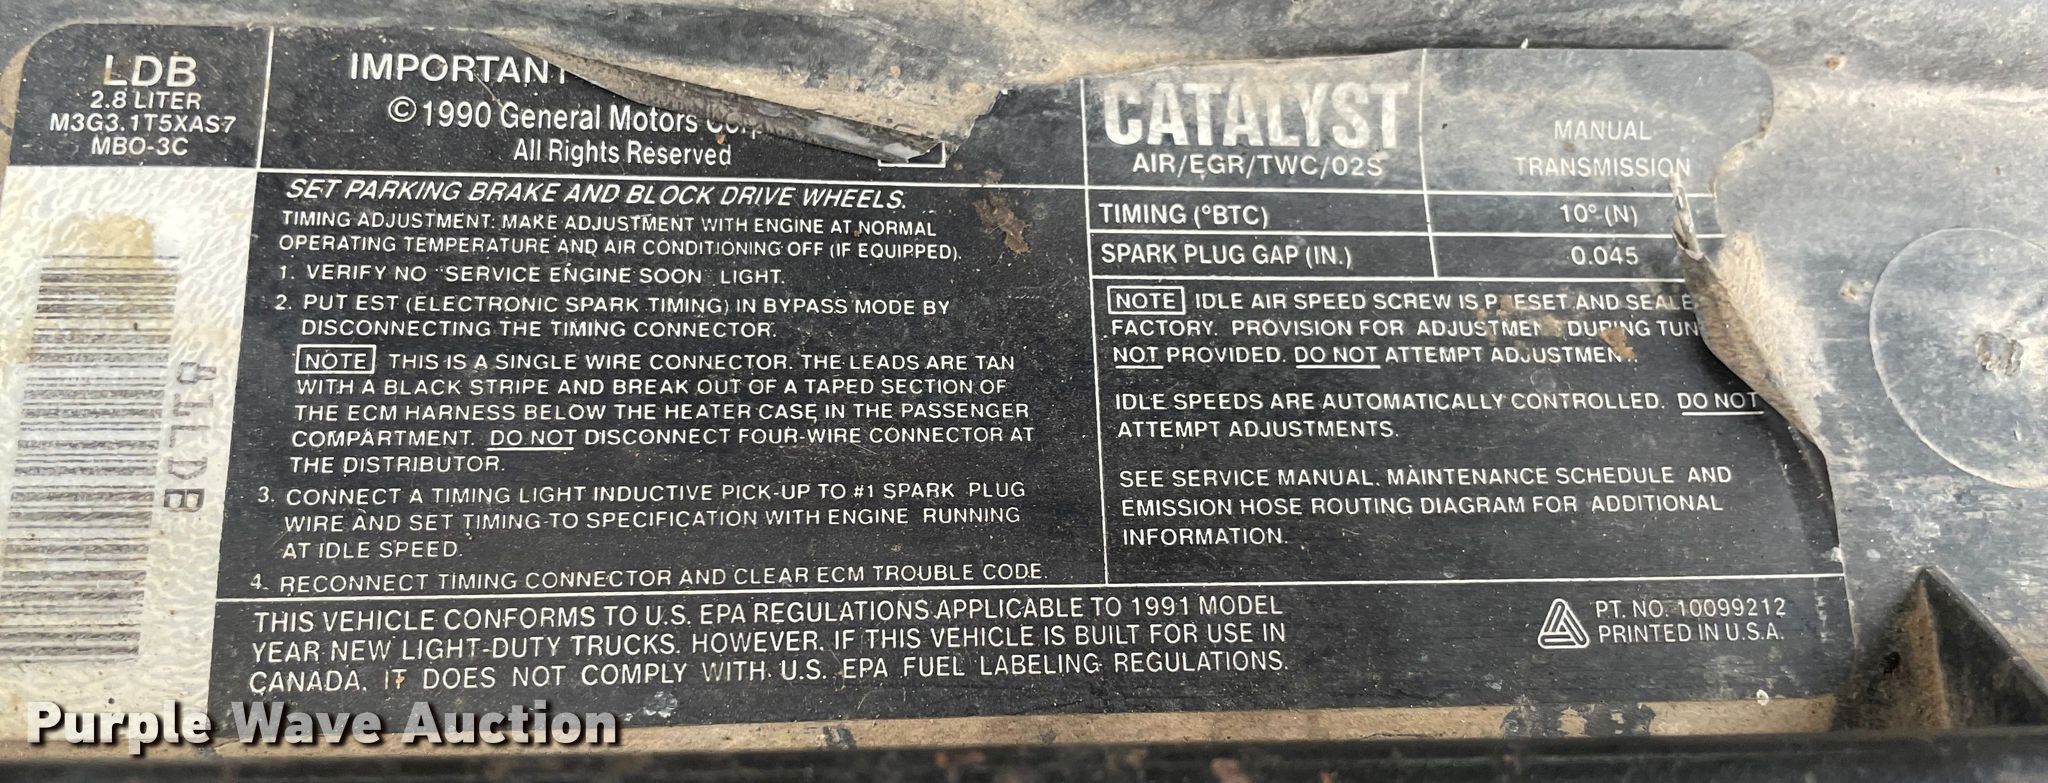 LDB
2.8 LITER
M3G3.1T5XAS7
MBO-3C
8LDB
IMPORTANT
©1990 General Motors Corp
All Rights Reserved
SET PARKING BRAKE AND BLOCK DRIVE WHEELS.
TIMING ADJUSTMENT: MAKE ADJUSTMENT WITH ENGINE AT NORMAL
OPERATING TEMPERATURE AND AIR CONDITIONING OFF (IF EQUIPPED).
1. VERIFY NO "SERVICE ENGINE SOON" LIGHT.
2. PUT EST (ELECTRONIC SPARK TIMING) IN BYPASS MODE BY
DISCONNECTING THE TIMING CONNECTOR.
NOTE THIS IS A SINGLE WIRE CONNECTOR. THE LEADS ARE TAN
WITH A BLACK STRIPE AND BREAK OUT OF A TAPED SECTION OF
THE ECM HARNESS BELOW THE HEATER CASE IN THE PASSENGER
COMPARTMENT. DO NOT DISCONNECT FOUR-WIRE CONNECTOR AT
THE DISTRIBUTOR.
3. CONNECT A TIMING LIGHT INDUCTIVE PICK-UP TO #1 SPARK PLUG
WIRE AND SET TIMING TO SPECIFICATION WITH ENGINE RUNNING
AT IDLE SPEED.
4. RECONNECT TIMING CONNECTOR AND CLEAR ECM TROUBLE CODE.
CATALYST
AIR/EGR/TWC/02S
MANUAL
TRANSMISSION
TIMING (°BTC) 10° (N)
SPARK PLUG GAP (IN.) 0.045
NOTE IDLE AIR SPEED SCREW IS PRESET AND SEALE
FACTORY. PROVISION FOR ADJUSTMENT DURING TUN
NOT PROVIDED. DO NOT ATTEMPT ADJUSTMENT.
IDLE SPEEDS ARE AUTOMATICALLY CONTROLLED. DO NOT
ATTEMPT ADJUSTMENTS.
SEE SERVICE MANUAL, MAINTENANCE SCHEDULE AND
EMISSION HOSE ROUTING DIAGRAM FOR ADDITIONAL
INFORMATION.
THIS VEHICLE CONFORMS TO U.S. EPA REGULATIONS APPLICABLE TO 1991 MODEL
YEAR NEW LIGHT-DUTY TRUCKS. HOWEVER, IF THIS VEHICLE IS BUILT FOR USE IN
CANADA, IT DOES NOT COMPLY WITH U.S. EPA FUEL LABELING REGULATIONS.
PT. NO. 10099212
PRINTED IN U.S.A.
Purple Wave Auction